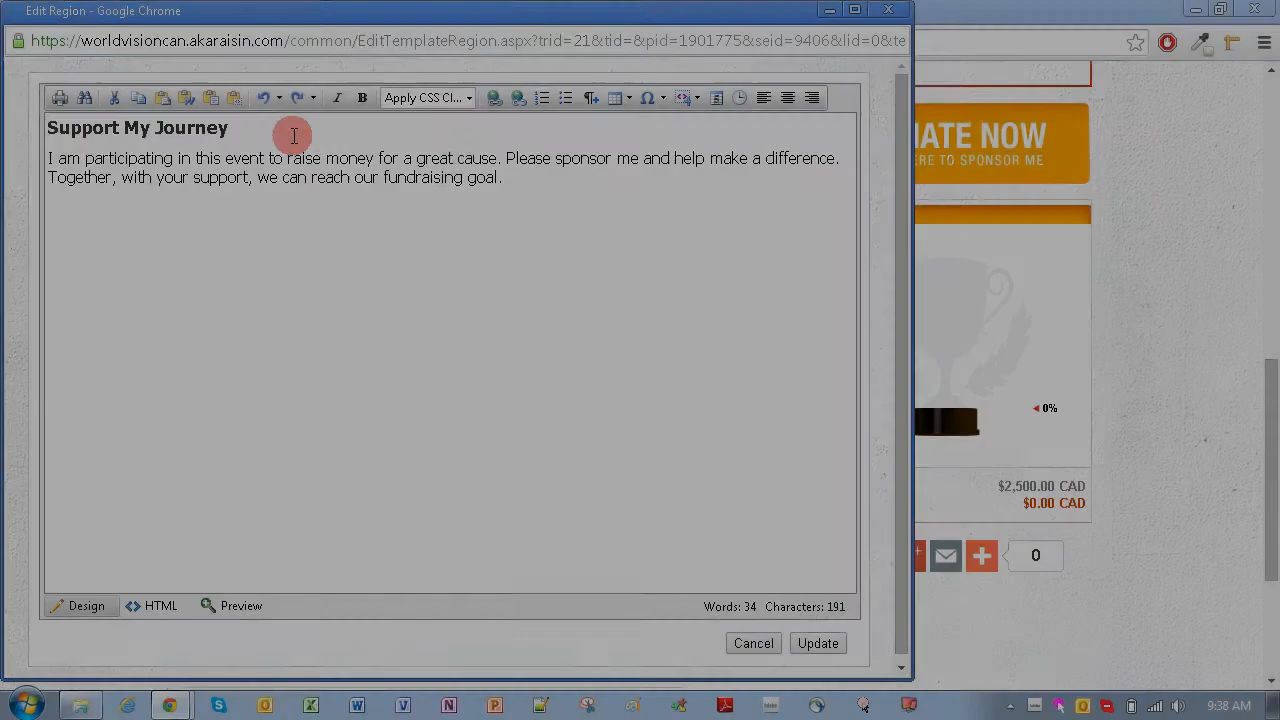 Edit Region - Google Chrome
https://worldvisioncan.akaraisin.com/common/EditTemplateRegion.aspx?trid=21&tid=&pid=1901775&seid=9406&lid=0&te
Apply CSS Cl...
Support My Journey
I am participating in this event to raise money for a great cause. Please sponsor me and help make a difference.
Together, with your support, we can reach our fundraising goal.
NATE NOW
ERE TO SPONSOR ME
0%
$2,500.00 CAD
$0.00 CAD
0
Design
HTML
Preview
Words: 34 Characters: 191
Cancel
Update
9:38 AM